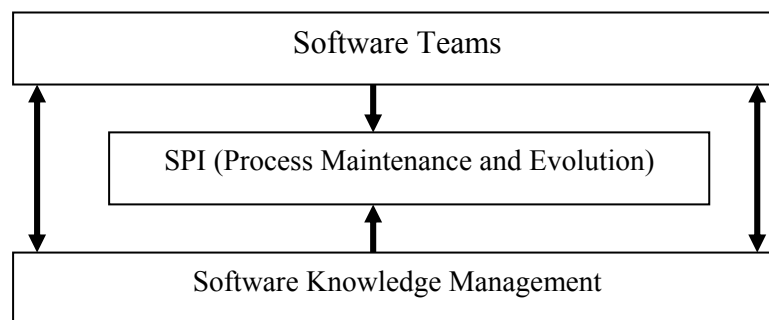 Software Teams
SPI (Process Maintenance and Evolution)
Software Knowledge Management